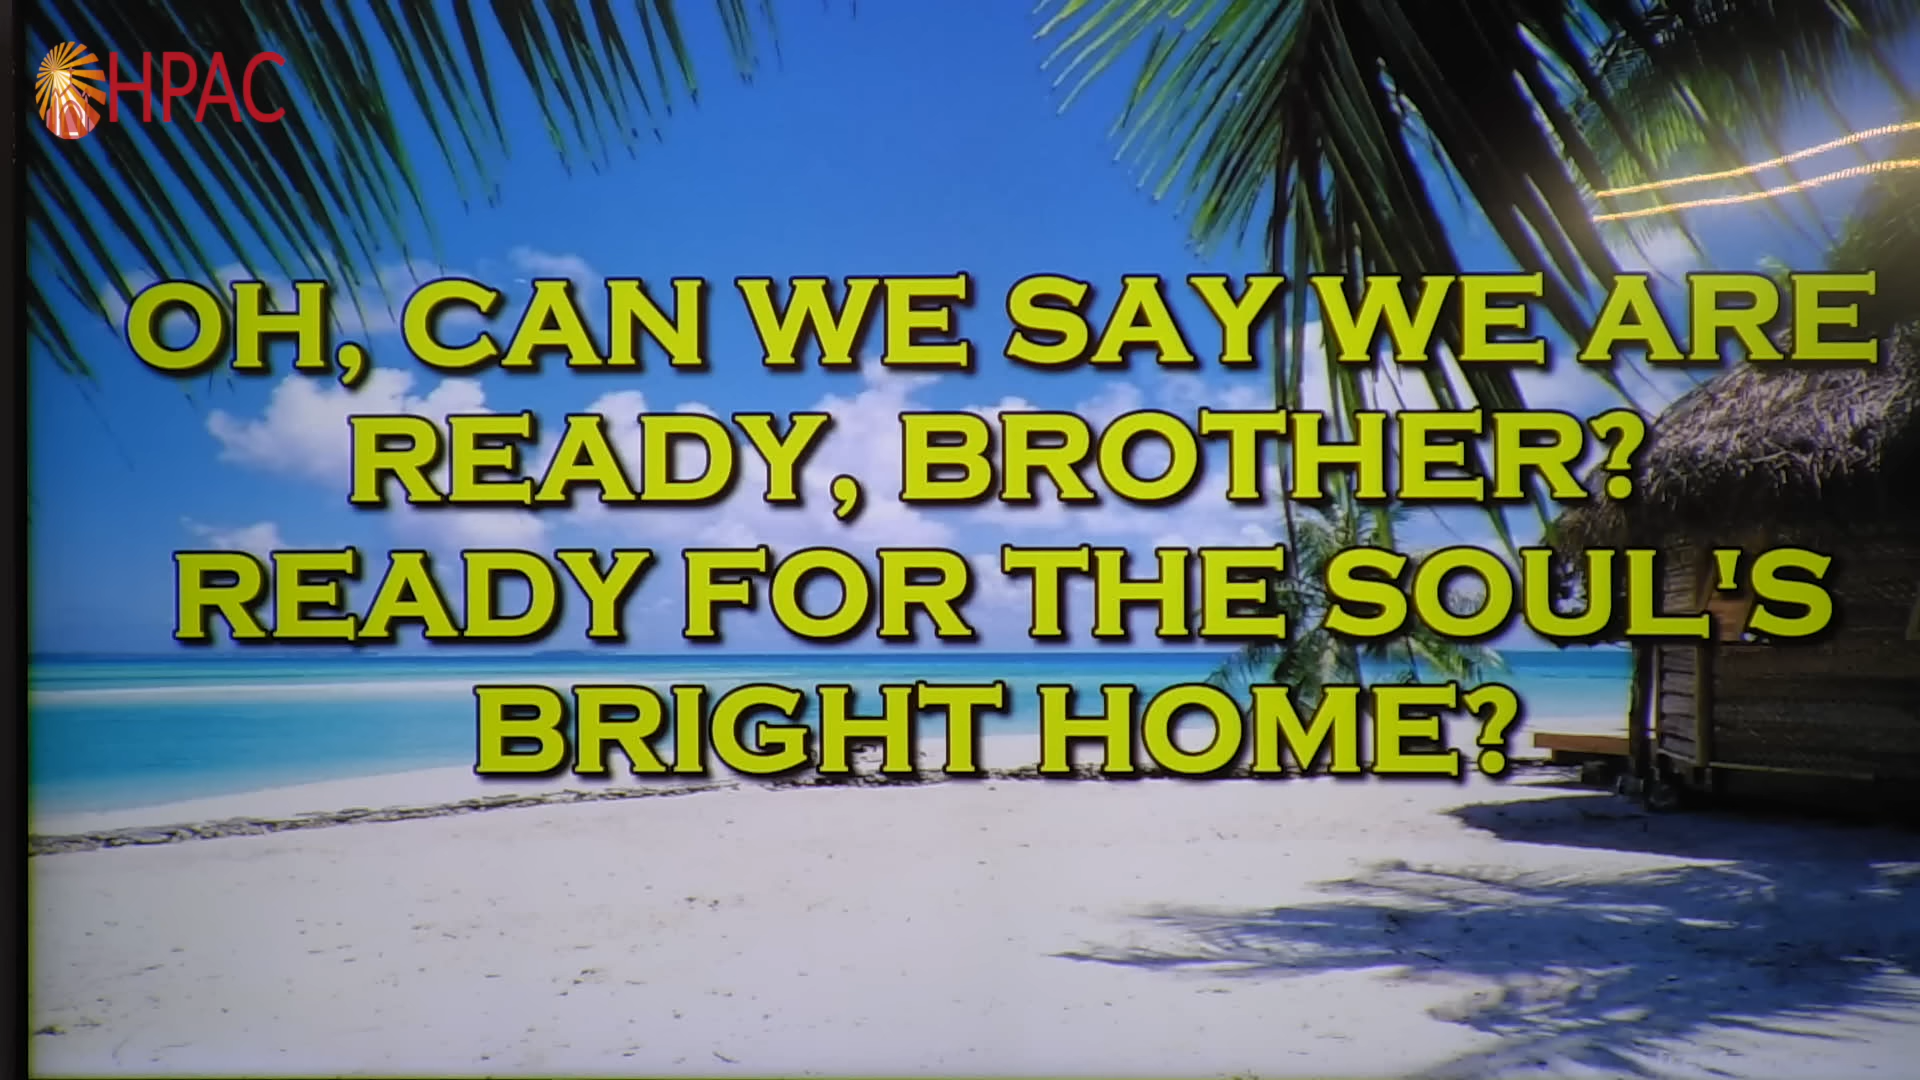 HPAC
OH, CAN WE SAY WE ARE
READY, BROTHER?
READY FOR THE SOUL'S
BRIGHT HOME?